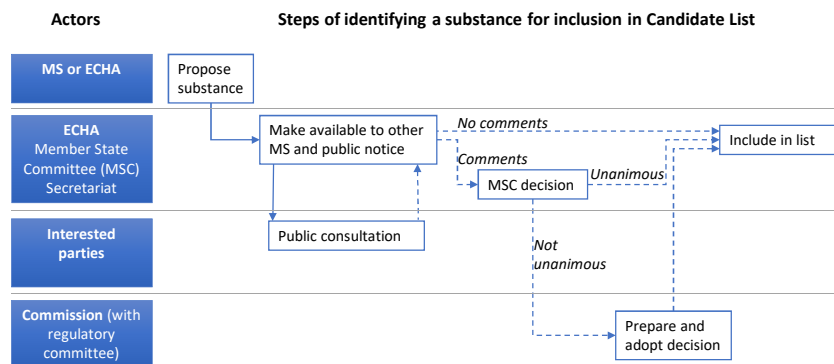 Actors
Steps of identifying a substance for inclusion in Candidate List
MS or ECHA
Propose
substance
ECHA
Member State
Committee (MSC)
Secretariat
Make available to other
MS and public notice
No comments
Include in list
Comments
MSC decision
Unanimous
Interested
parties
Public consultation
Not
unanimous
Commission (with
regulatory
committee)
Prepare and
adopt decision